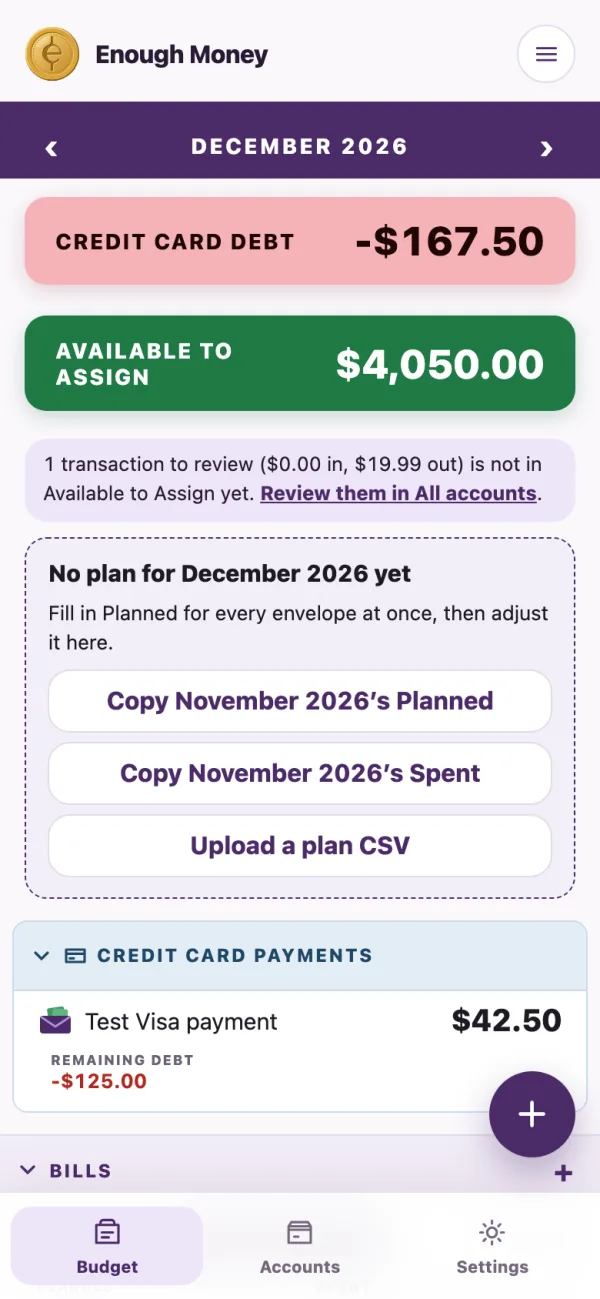 Enough Money
‹ DECEMBER 2026 ›
CREDIT CARD DEBT -$167.50
AVAILABLE TO
ASSIGN $4,050.00
1 transaction to review ($0.00 in, $19.99 out) is not in
Available to Assign yet. Review them in All accounts.
No plan for December 2026 yet
Fill in Planned for every envelope at once, then adjust
it here.
Copy November 2026’s Planned
Copy November 2026’s Spent
Upload a plan CSV
CREDIT CARD PAYMENTS
Test Visa payment $42.50
REMAINING DEBT
-$125.00
+
BILLS +
Budget Accounts Settings